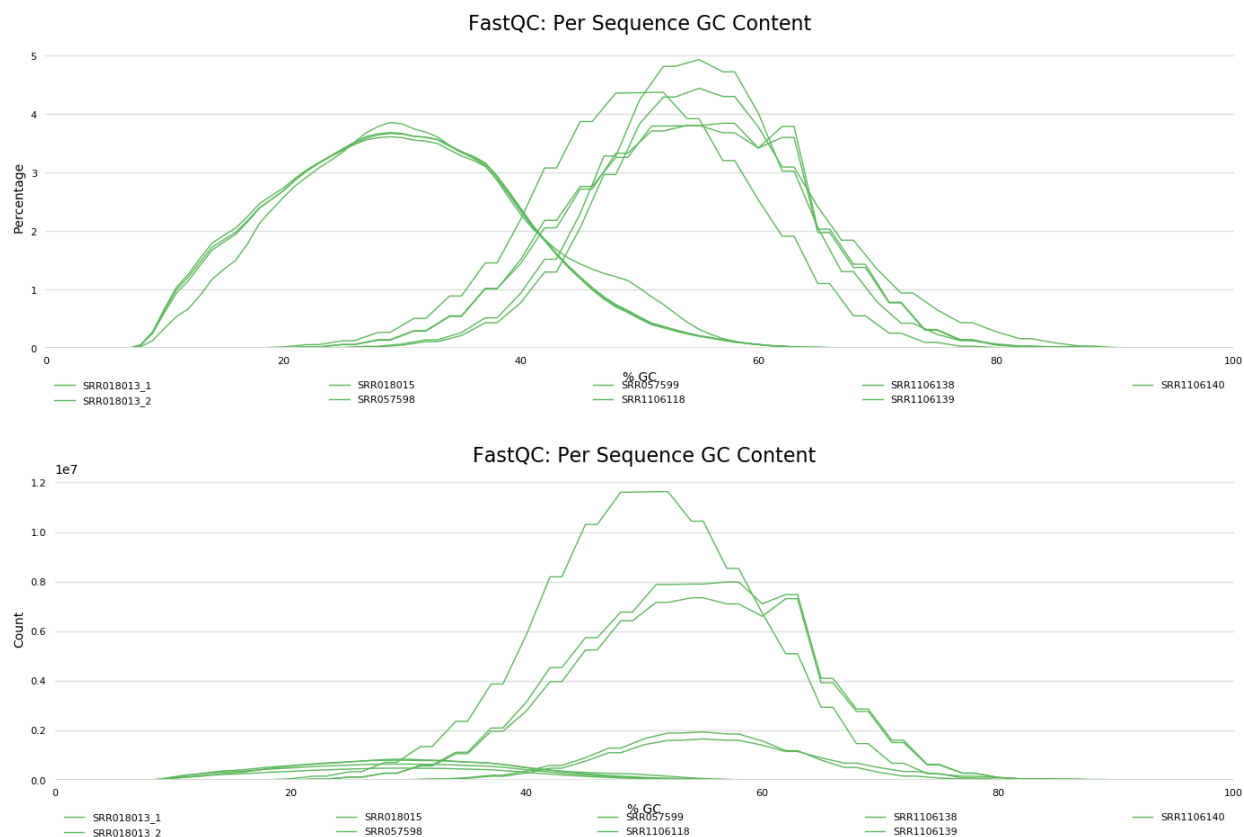 FastQC: Per Sequence GC Content
5
4
3
2
1
0
Percentage
0 20 40 60 80 100
% GC
SRR018013_1 SRR018015 SRR057599 SRR1106138 SRR1106140
SRR018013_2 SRR057598 SRR1106118 SRR1106139
FastQC: Per Sequence GC Content
1e7
1.2
1.0
0.8
0.6
0.4
0.2
0.0
Count
0 20 40 60 80 100
% GC
SRR018013_1 SRR018015 SRR057599 SRR1106138 SRR1106140
SRR018013_2 SRR057598 SRR1106118 SRR1106139